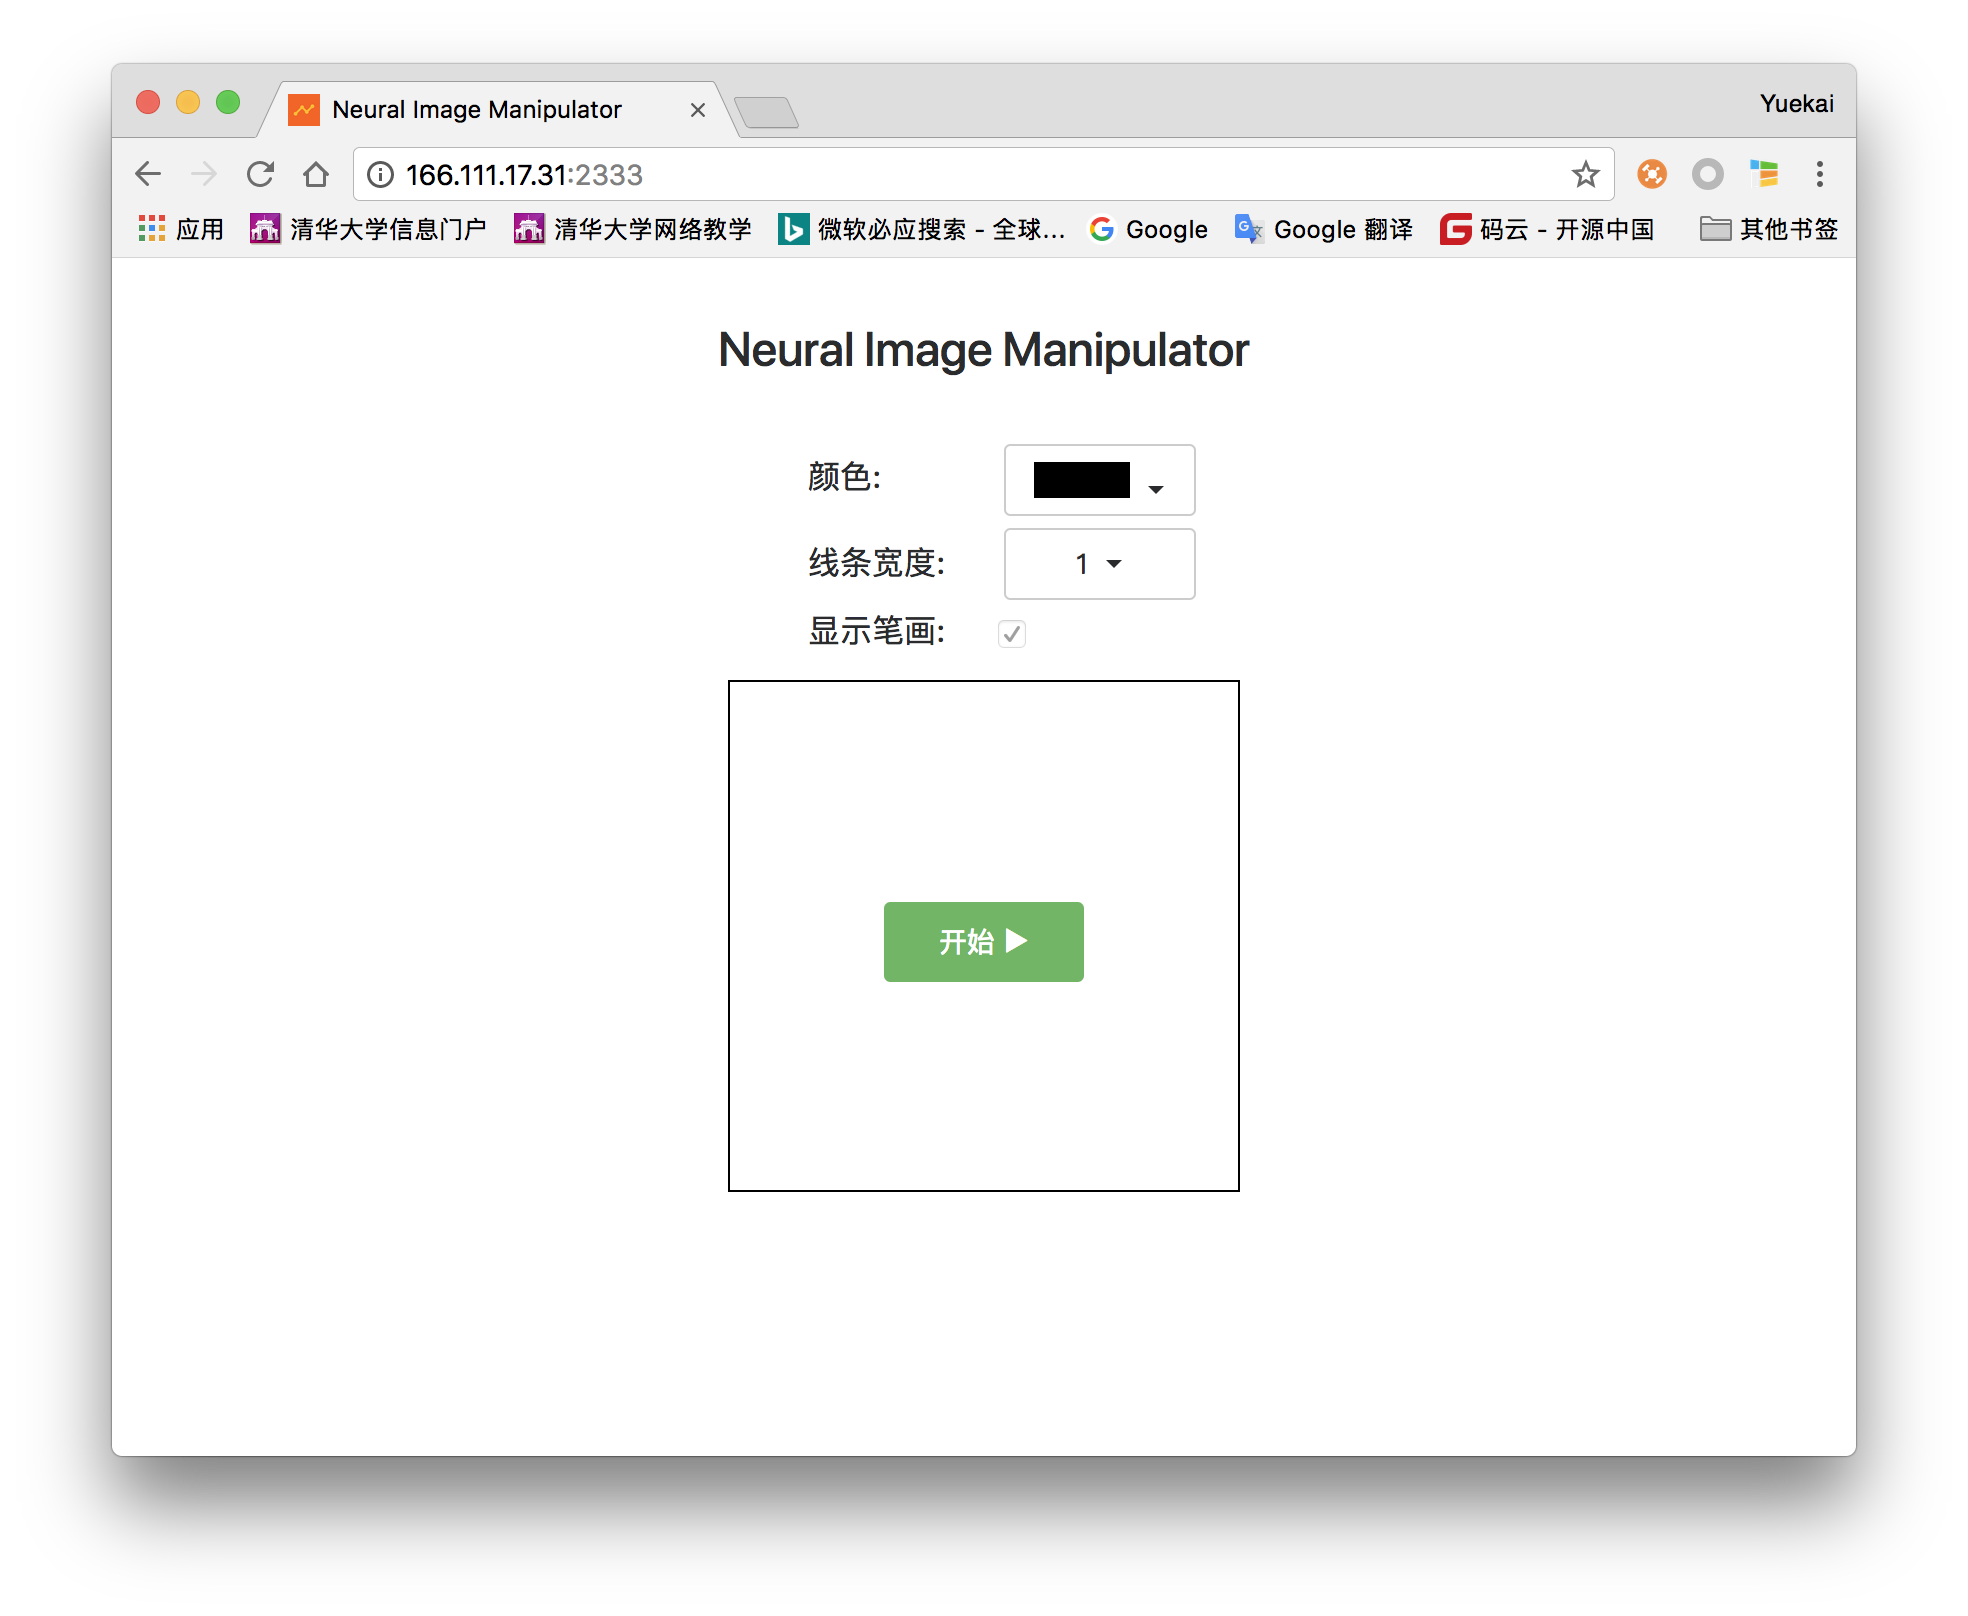 Neural Image Manipulator
Yuekai
166.111.17.31:2333
应用 清华大学信息门户 清华大学网络教学 微软必应搜索 - 全球... Google Google 翻译 码云 - 开源中国 其他书签
Neural Image Manipulator
颜色:
线条宽度: 1
显示笔画:
开始